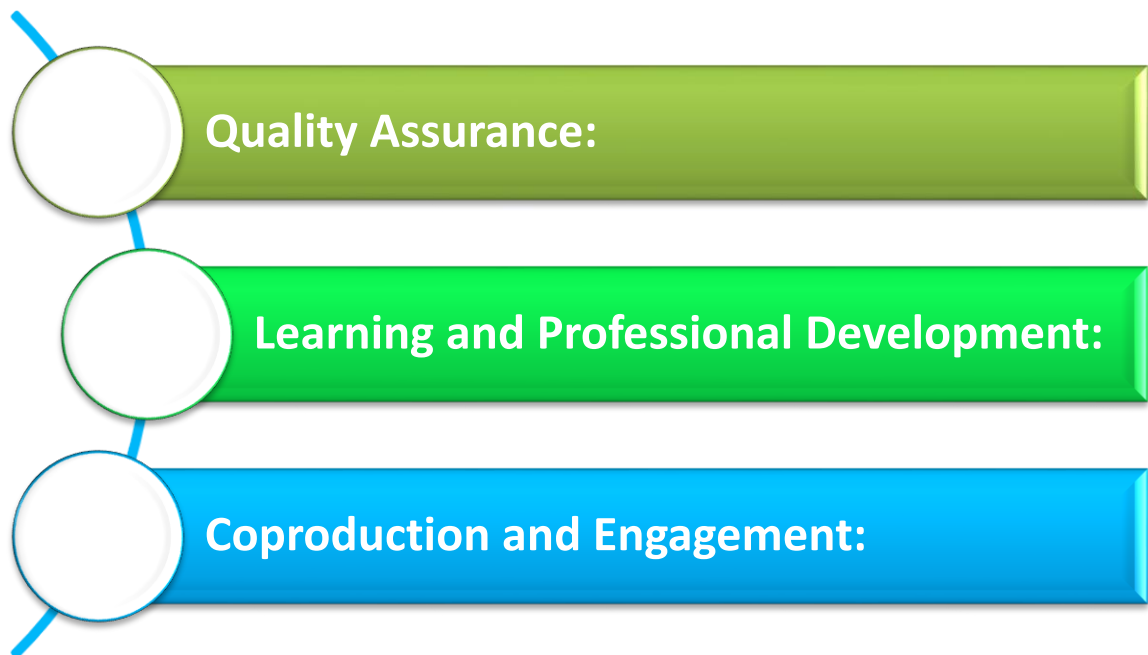 Quality Assurance:
Learning and Professional Development:
Coproduction and Engagement: